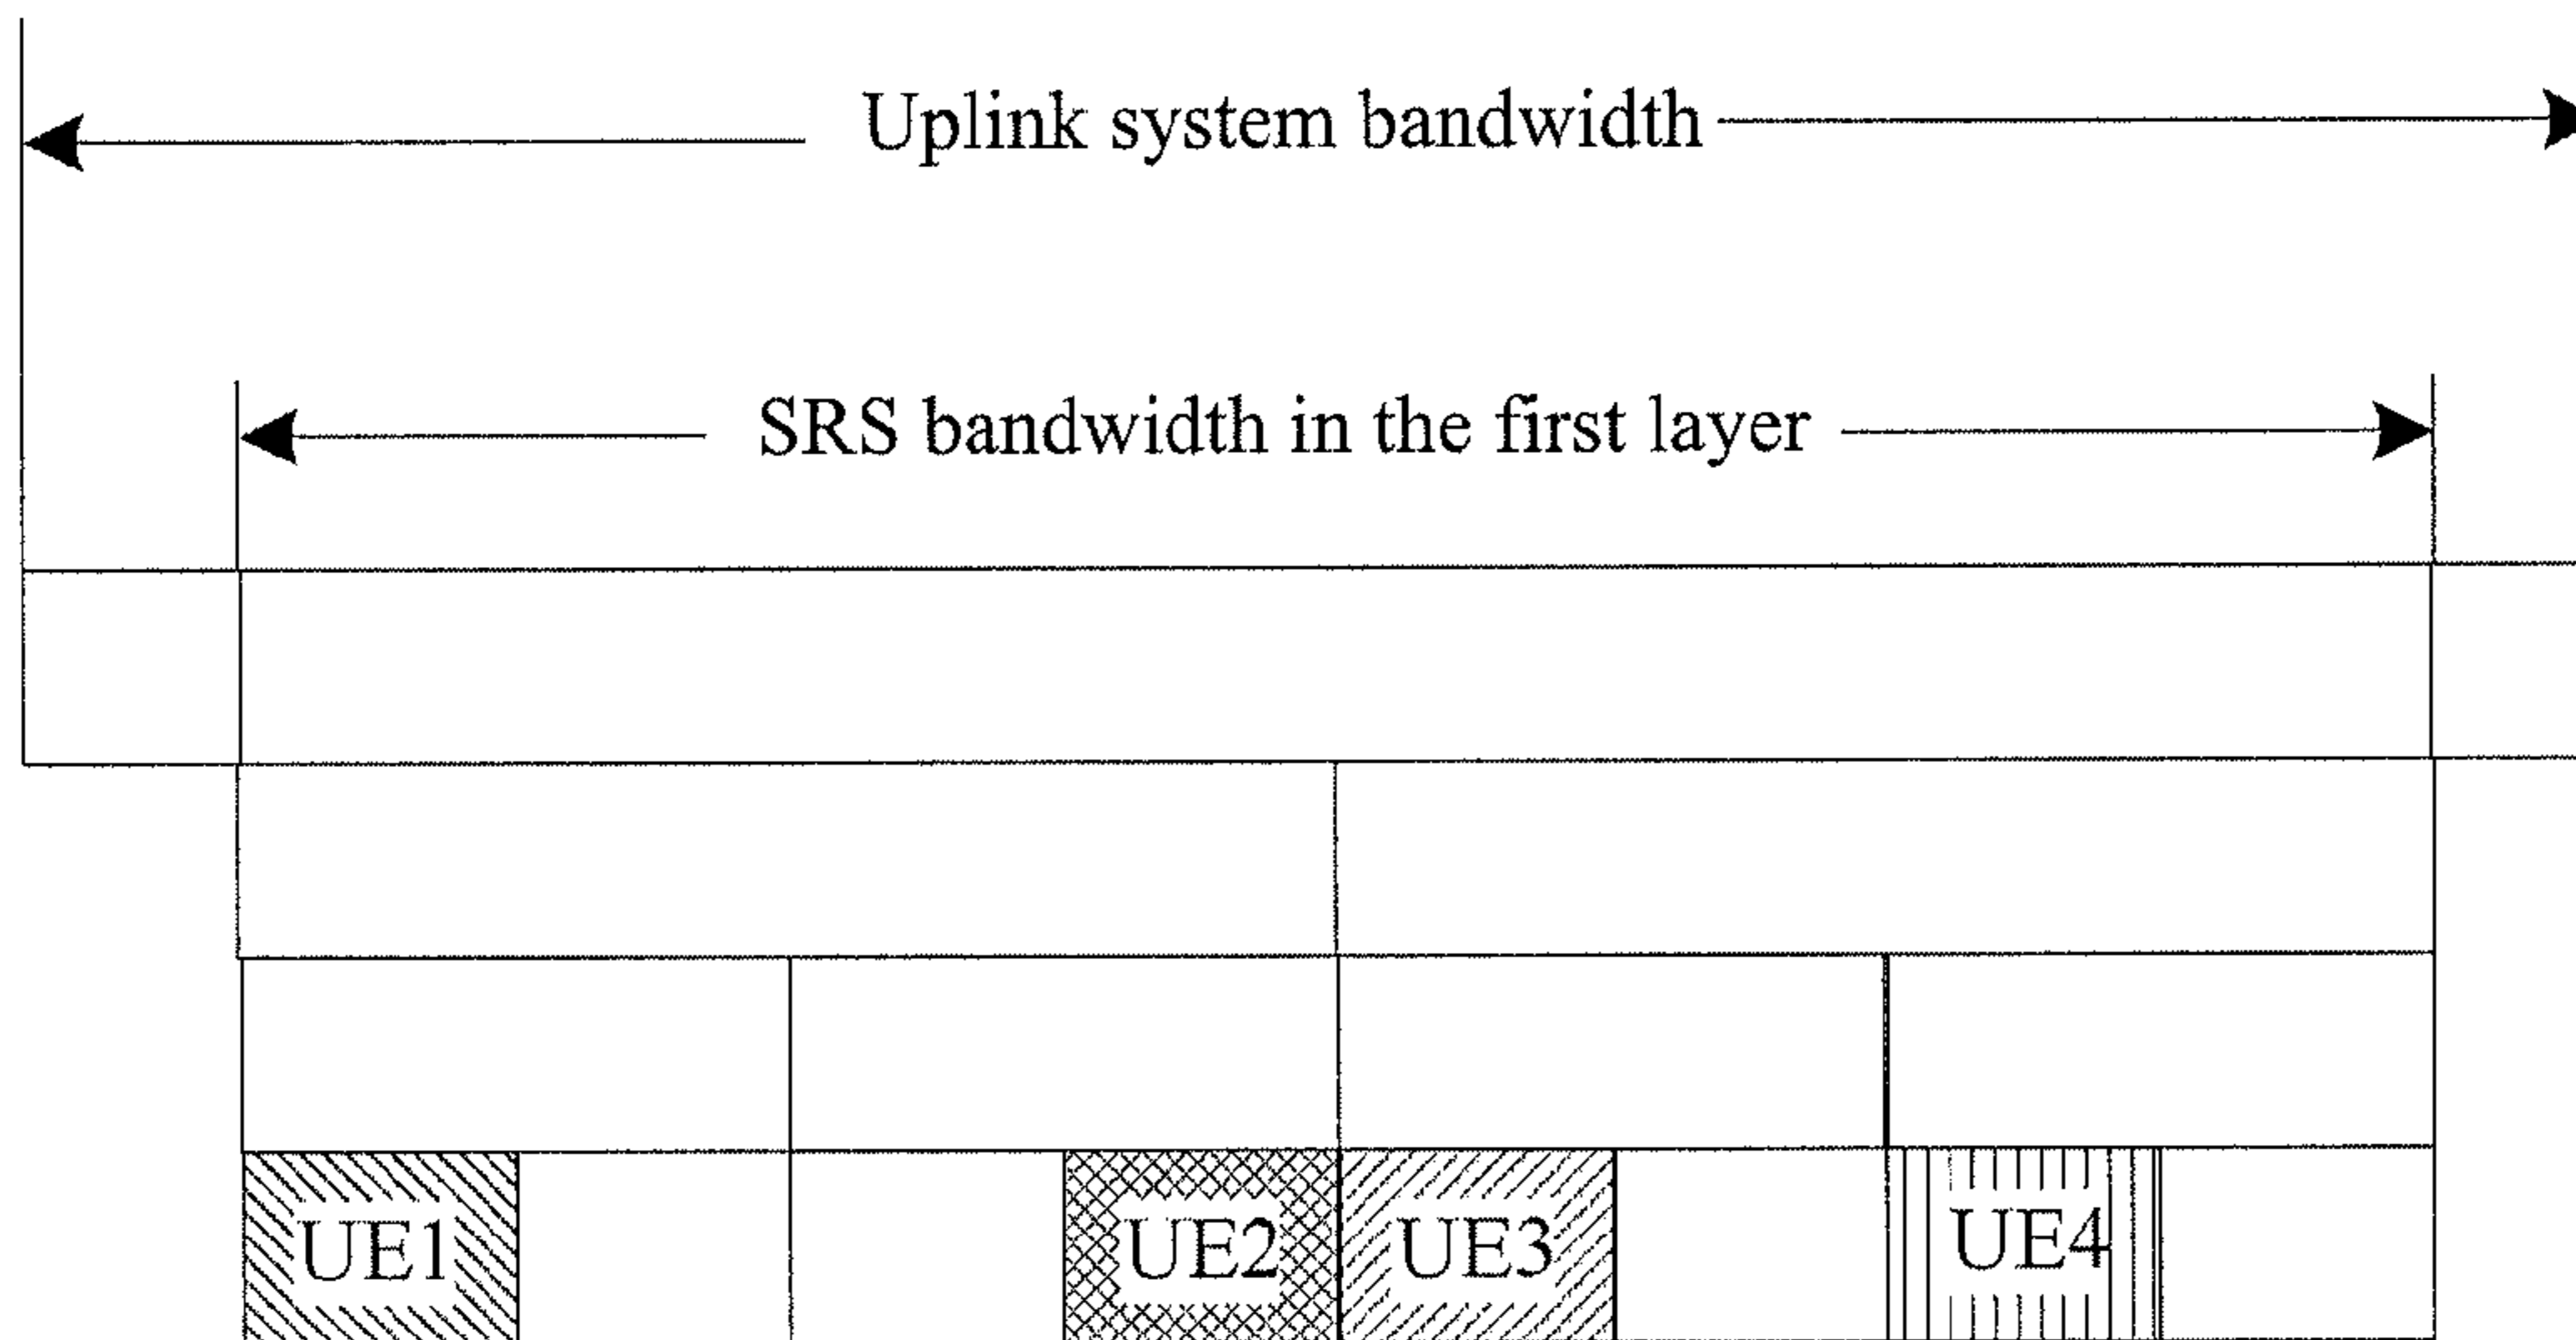 Uplink system bandwidth
SRS bandwidth in the first layer
UE1 UE2 UE3 UE4